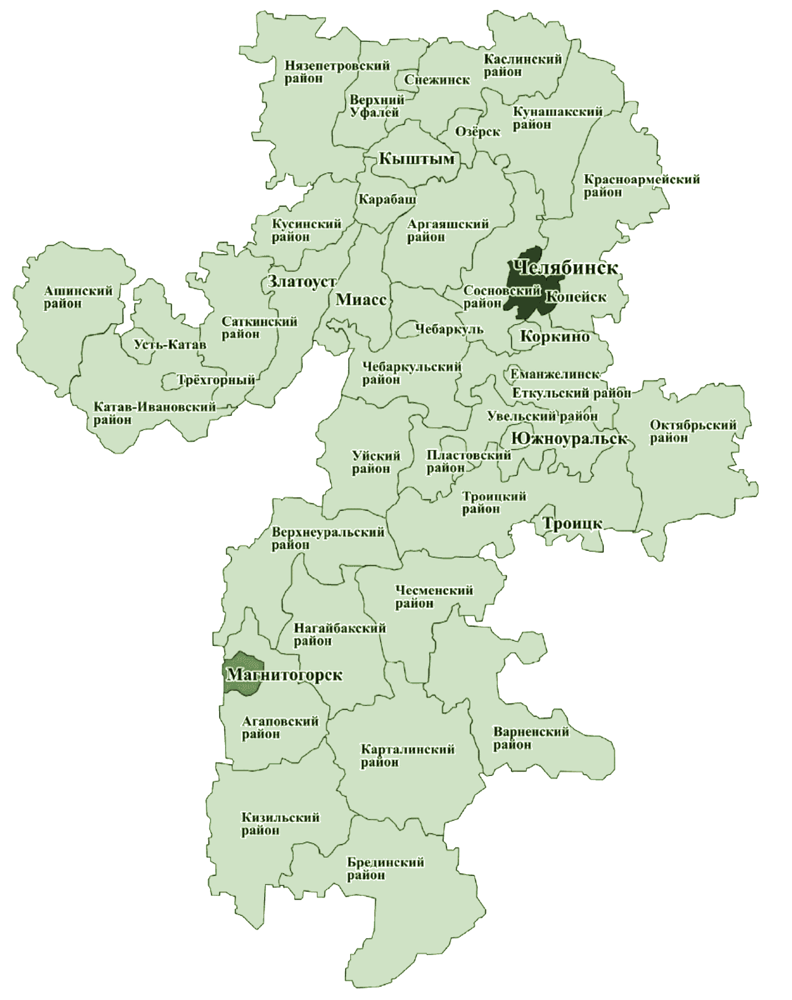 Каслинский
район
Нязепетровский
район
Снежинск
Верхний
Уфалей
Кунашакский
район
Озёрск
Кыштым
Красноармейский
район
Карабаш
Кусинский
район
Аргаяшский
район
Челябинск
Златоуст
Ашинский
район
Сосновский
район
Копейск
Миасс
Саткинский
район
Чебаркуль
Коркино
Усть-Катав
Чебаркульский
район
Еманжелинск
Трёхгорный
Еткульский район
Катав-Ивановский
район
Увельский район
Октябрьский
район
Южноуральск
Уйский
район
Пластовский
район
Троицкий
район
Троицк
Верхнеуральский
район
Чесменский
район
Нагайбакский
район
Магнитогорск
Агаповский
район
Варненский
район
Карталинский
район
Кизильский
район
Брединский
район